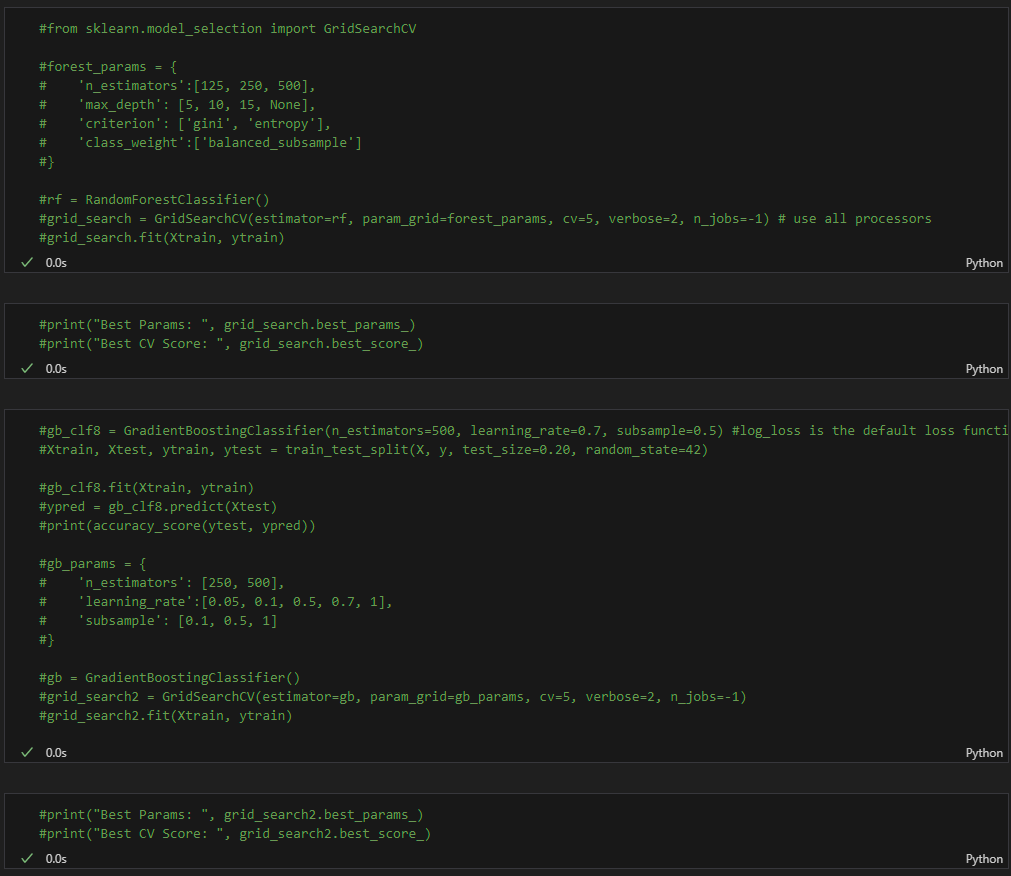 #from sklearn.model_selection import GridSearchCV
#forest_params = {
#    'n_estimators':[125, 250, 500],
#    'max_depth': [5, 10, 15, None],
#    'criterion': ['gini', 'entropy'],
#    'class_weight':['balanced_subsample']
#}
#rf = RandomForestClassifier()
#grid_search = GridSearchCV(estimator=rf, param_grid=forest_params, cv=5, verbose=2, n_jobs=-1) # use all processors
#grid_search.fit(Xtrain, ytrain)
0.0s Python
#print("Best Params: ", grid_search.best_params_)
#print("Best CV Score: ", grid_search.best_score_)
0.0s Python
#gb_clf8 = GradientBoostingClassifier(n_estimators=500, learning_rate=0.7, subsample=0.5) #log_loss is the default loss functi
#Xtrain, Xtest, ytrain, ytest = train_test_split(X, y, test_size=0.20, random_state=42)
#gb_clf8.fit(Xtrain, ytrain)
#ypred = gb_clf8.predict(Xtest)
#print(accuracy_score(ytest, ypred))
#gb_params = {
#    'n_estimators': [250, 500],
#    'learning_rate':[0.05, 0.1, 0.5, 0.7, 1],
#    'subsample': [0.1, 0.5, 1]
#}
#gb = GradientBoostingClassifier()
#grid_search2 = GridSearchCV(estimator=gb, param_grid=gb_params, cv=5, verbose=2, n_jobs=-1)
#grid_search2.fit(Xtrain, ytrain)
0.0s Python
#print("Best Params: ", grid_search2.best_params_)
#print("Best CV Score: ", grid_search2.best_score_)
0.0s Python